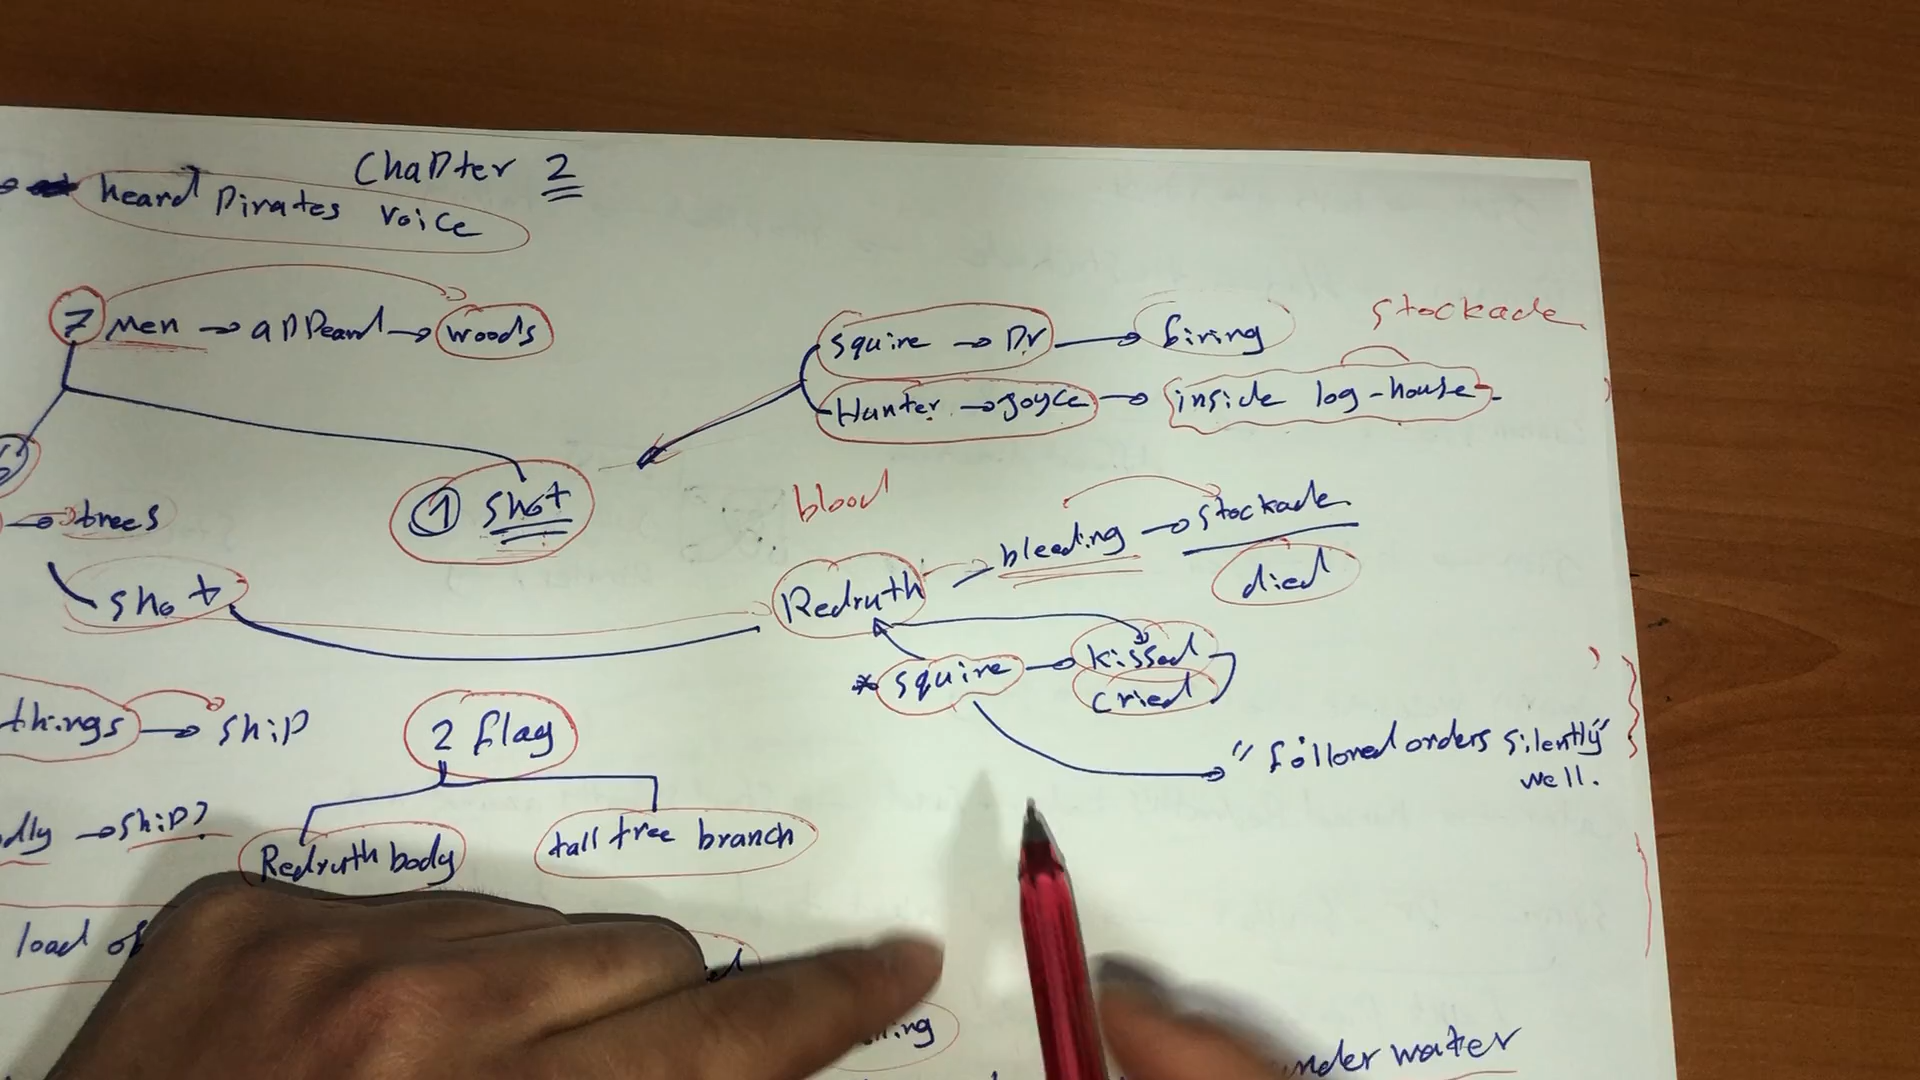 Chapter 2
heard Pirates voice
7 Men → appeard → woods
squire → Dr → firing
stockade
Hunter → Joyce → inside log-house
1 shot
blood
bleeding → stockade
→ trees
died
shot
Redruth
* squire → kissed
cried
things → ship
2 flag
"followed orders silently"
well.
→ ship?
Redruth body
tall tree branch
load of
under water